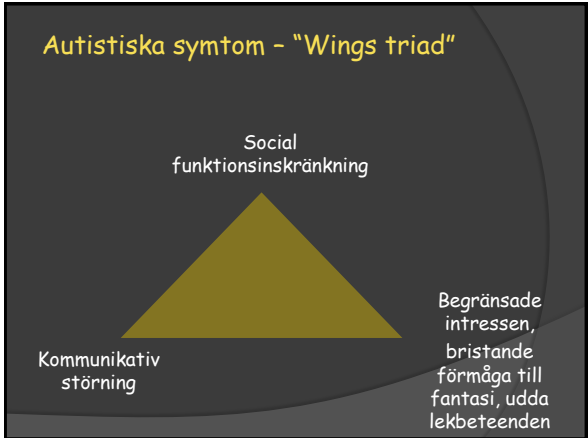 Autistiska symtom – “Wings triad”
Social
funktionsinskränkning
Kommunikativ
störning
Begränsade
intressen,
bristande
förmåga till
fantasi, udda
lekbeteenden